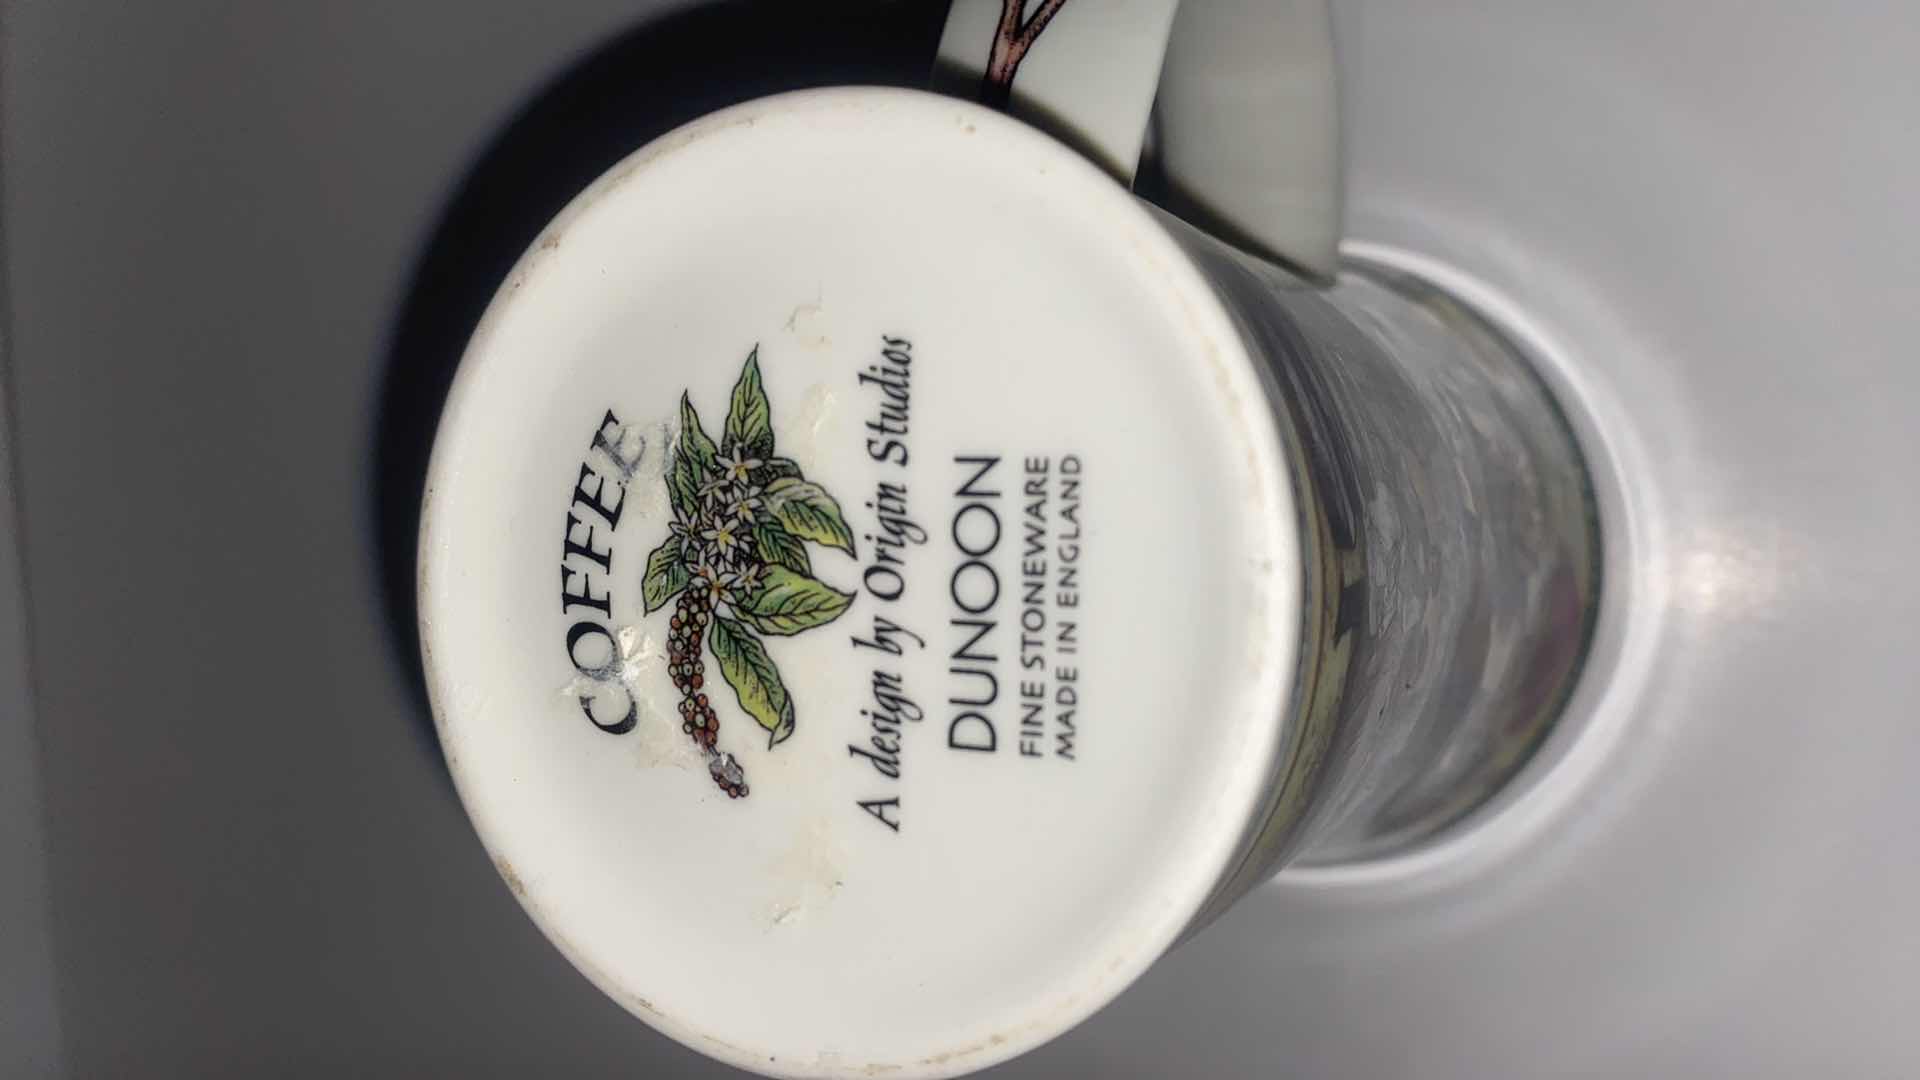 COFFEE
A design by Origin Studios
DUNOON
FINE STONEWARE
MADE IN ENGLAND